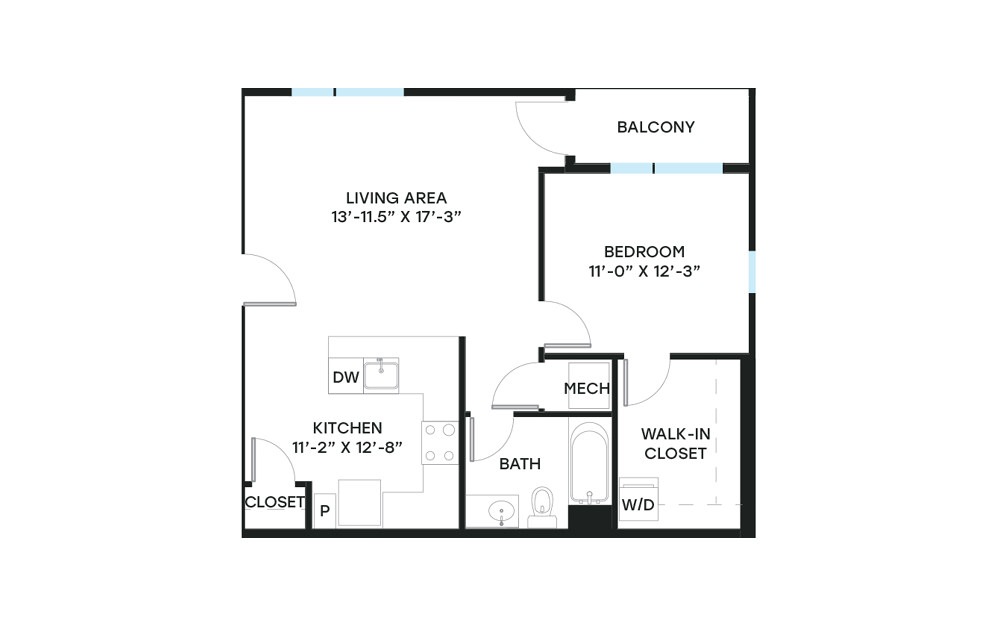 BALCONY
LIVING AREA
13’-11.5” X 17’-3”
BEDROOM
11’-0” X 12’-3”
DW
MECH
KITCHEN
11’-2” X 12’-8”
WALK-IN
CLOSET
BATH
CLOSET
P
W/D